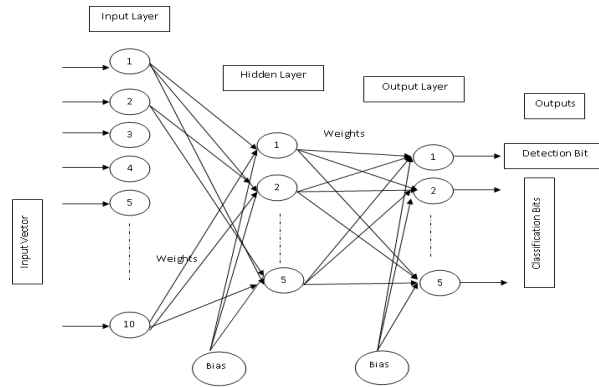 Input Layer
Hidden Layer
Output Layer
Outputs
Input Vector
1
2
3
4
5
10
Weights
1
2
5
Weights
1
2
5
Bias
Bias
Detection Bit
Classification Bits